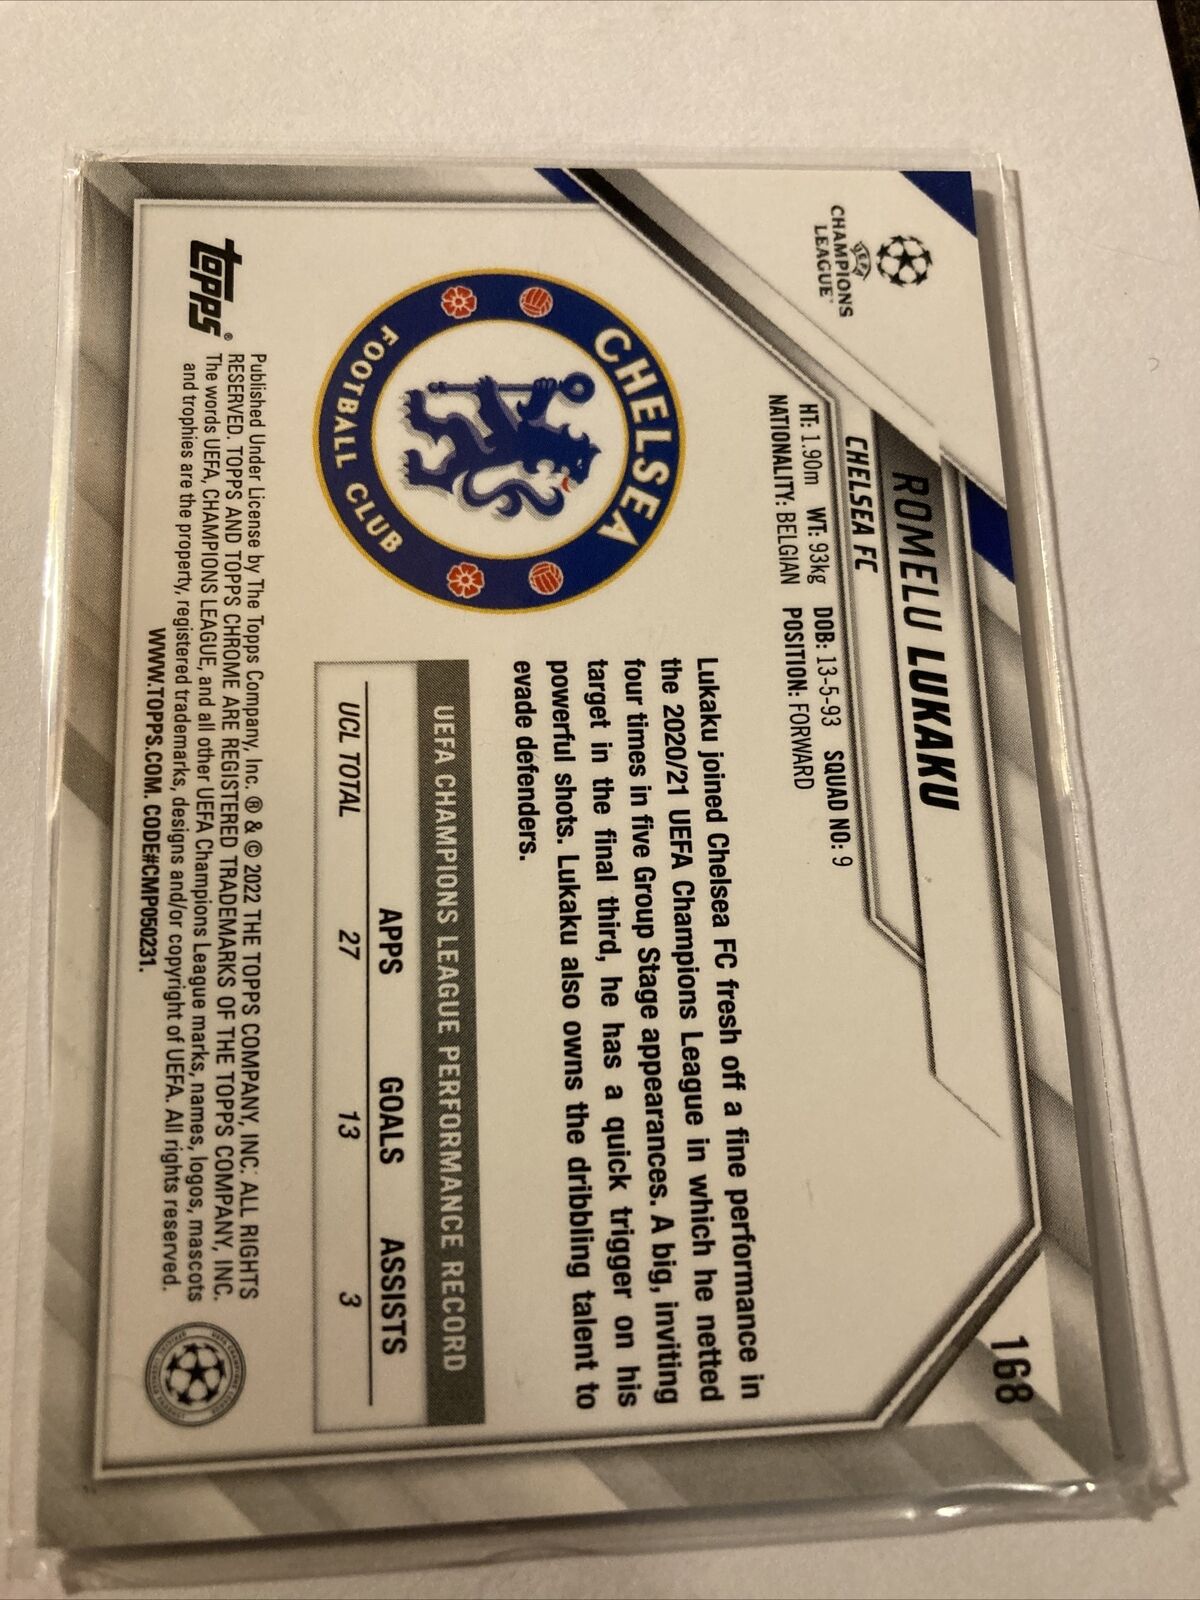 168
UEFA
CHAMPIONS
LEAGUE™
ROMELU LUKAKU
CHELSEA FC
HT: 1.90m WT: 93kg DOB: 13-5-93 SQUAD NO: 9
NATIONALITY: BELGIAN POSITION: FORWARD
CHELSEA
FOOTBALL CLUB
Lukaku joined Chelsea FC fresh off a fine performance in
the 2020/21 UEFA Champions League in which he netted
four times in five Group Stage appearances. A big, inviting
target in the final third, he has a quick trigger on his
powerful shots. Lukaku also owns the dribbling talent to
evade defenders.
UEFA CHAMPIONS LEAGUE PERFORMANCE RECORD
APPS GOALS ASSISTS
UCL TOTAL 27 13 3
topps®
Published Under License by The Topps Company, Inc. ® & © 2022 THE TOPPS COMPANY, INC. ALL RIGHTS
RESERVED. TOPPS AND TOPPS CHROME ARE REGISTERED TRADEMARKS OF THE TOPPS COMPANY, INC.
The words UEFA, CHAMPIONS LEAGUE, and all other UEFA Champions League marks, names, logos, mascots
and trophies are the property, registered trademarks, designs and/or copyright of UEFA. All rights reserved.
WWW.TOPPS.COM. CODE#CMP050231.